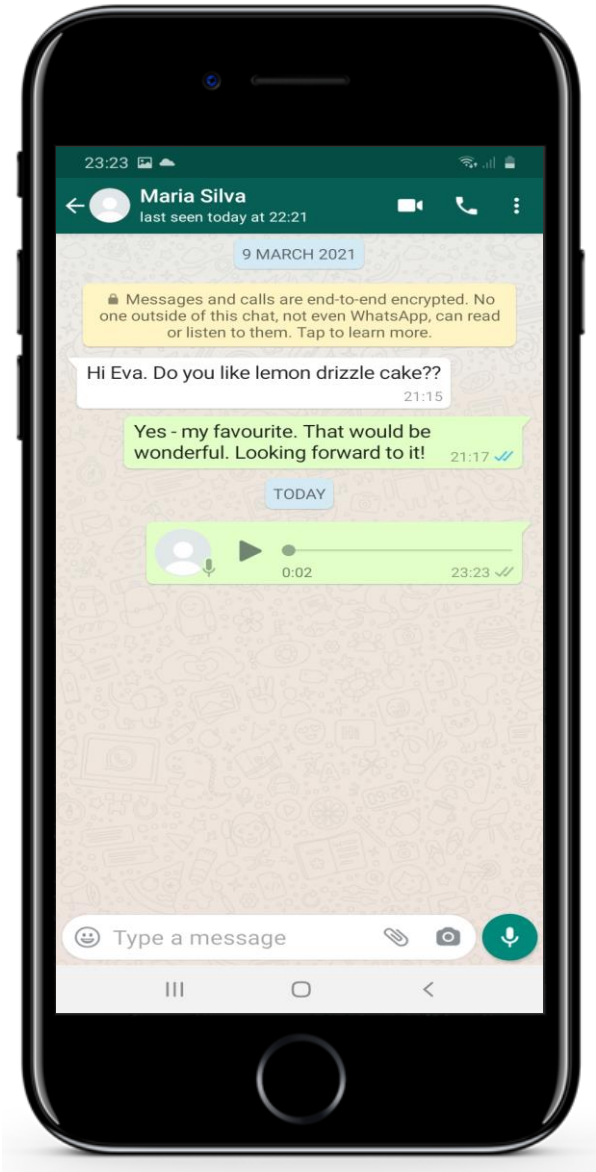 23:23
Maria Silva
last seen today at 22:21
9 MARCH 2021
Messages and calls are end-to-end encrypted. No
one outside of this chat, not even WhatsApp, can read
or listen to them. Tap to learn more.
Hi Eva. Do you like lemon drizzle cake??
21:15
Yes - my favourite. That would be
wonderful. Looking forward to it!
21:17
TODAY
0:02
23:23
Type a message